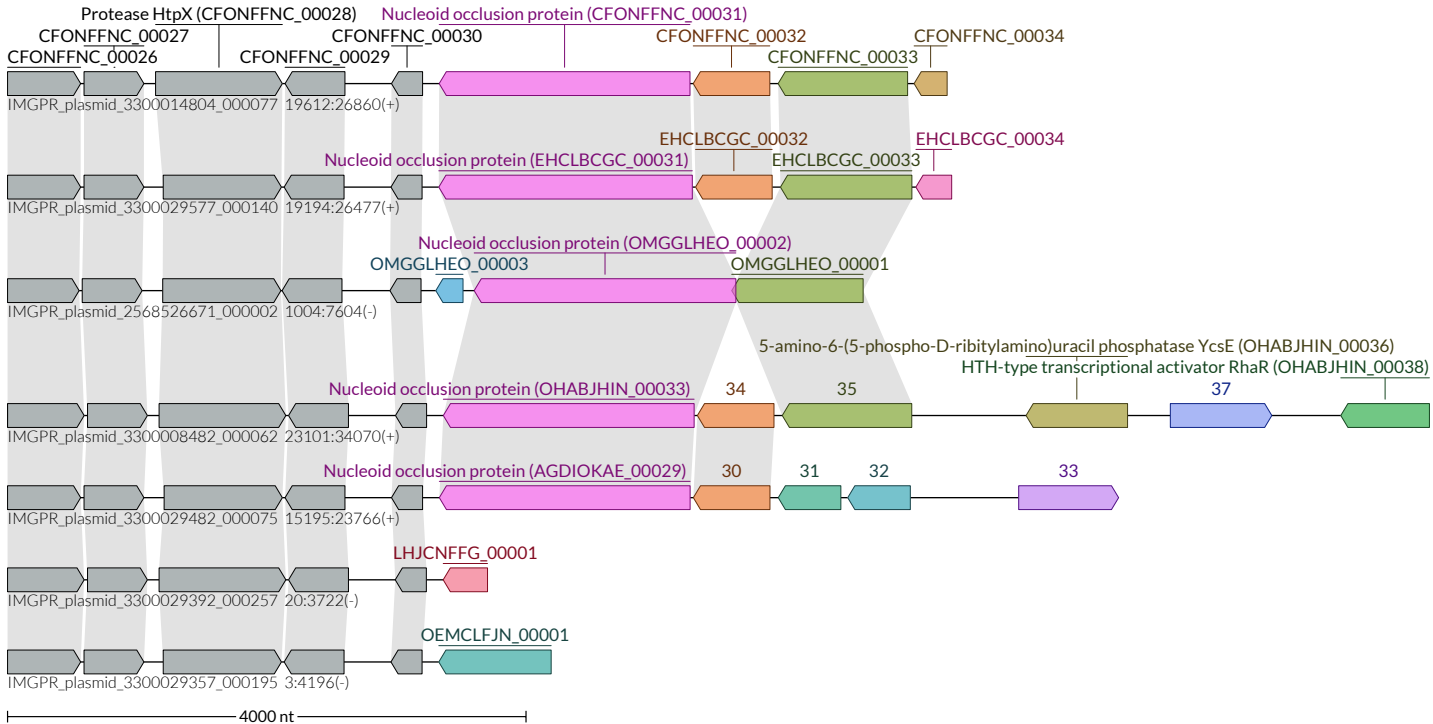 Protease HtpX (CFONFFNC_00028) Nucleoid occlusion protein (CFONFFNC_00031)
CFONFFNC_00027 CFONFFNC_00030 CFONFFNC_00032 CFONFFNC_00034
CFONFFNC_00026 CFONFFNC_00029 CFONFFNC_00033
IMGPR_plasmid_3300014804_000077 19612:26860(+)
EHCLBCGC_00032 EHCLBCGC_00034
Nucleoid occlusion protein (EHCLBCGC_00031) EHCLBCGC_00033
IMGPR_plasmid_3300029577_000140 19194:26477(+)
Nucleoid occlusion protein (OMGGLHEO_00002)
OMGGLHEO_00003 OMGGLHEO_00001
IMGPR_plasmid_2568526671_000002 1004:7604(-)
5-amino-6-(5-phospho-D-ribitylamino)uracil phosphatase YcsE (OHABJHIN_00036)
HTH-type transcriptional activator RhaR (OHABJHIN_00038)
Nucleoid occlusion protein (OHABJHIN_00033) 34 35 37
IMGPR_plasmid_3300008482_000062 23101:34070(+)
Nucleoid occlusion protein (AGDIOKAE_00029) 30 31 32 33
IMGPR_plasmid_3300029482_000075 15195:23766(+)
LHJCNFFG_00001
IMGPR_plasmid_3300029392_000257 20:3722(-)
OEMCLFJN_00001
IMGPR_plasmid_3300029357_000195 3:4196(-)
4000 nt